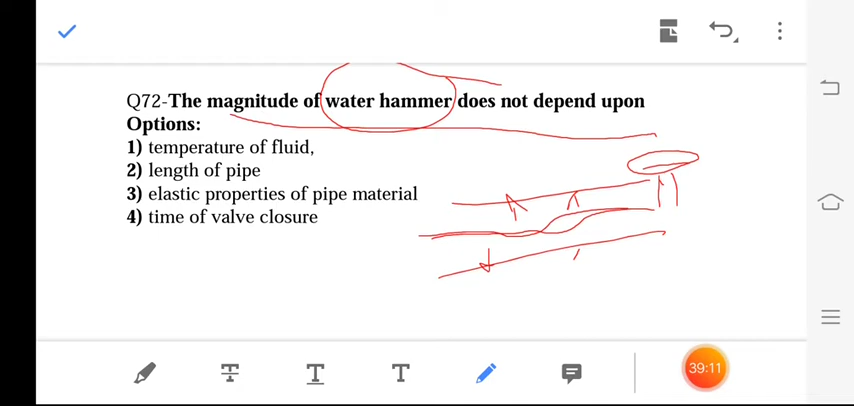 Q72-The magnitude of water hammer does not depend upon
Options:
1) temperature of fluid,
2) length of pipe
3) elastic properties of pipe material
4) time of valve closure
T T T
39:11